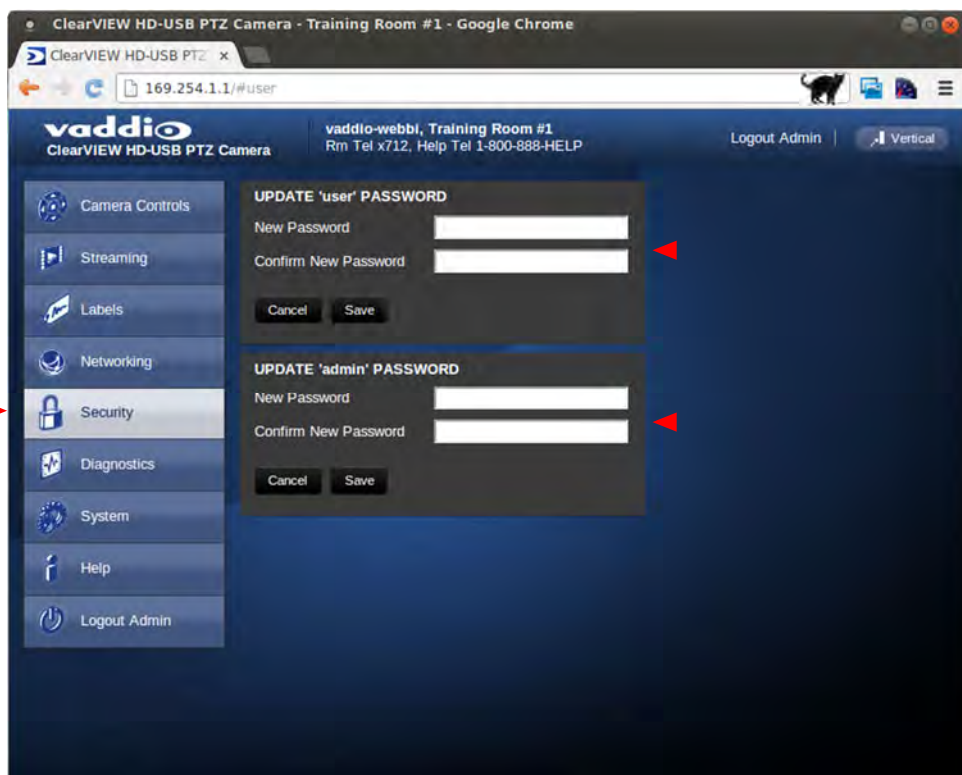 ClearVIEW HD-USB PTZ Camera - Training Room #1 - Google Chrome
ClearVIEW HD-USB PTZ
169.254.1.1/#user
vaddio
ClearVIEW HD-USB PTZ Camera
vaddio-webbi, Training Room #1
Rm Tel x712, Help Tel 1-800-888-HELP
Logout Admin
Vertical
Camera Controls
Streaming
Labels
Networking
Security
Diagnostics
System
Help
Logout Admin
UPDATE 'user' PASSWORD
New Password
Confirm New Password
Cancel Save
UPDATE 'admin' PASSWORD
New Password
Confirm New Password
Cancel Save